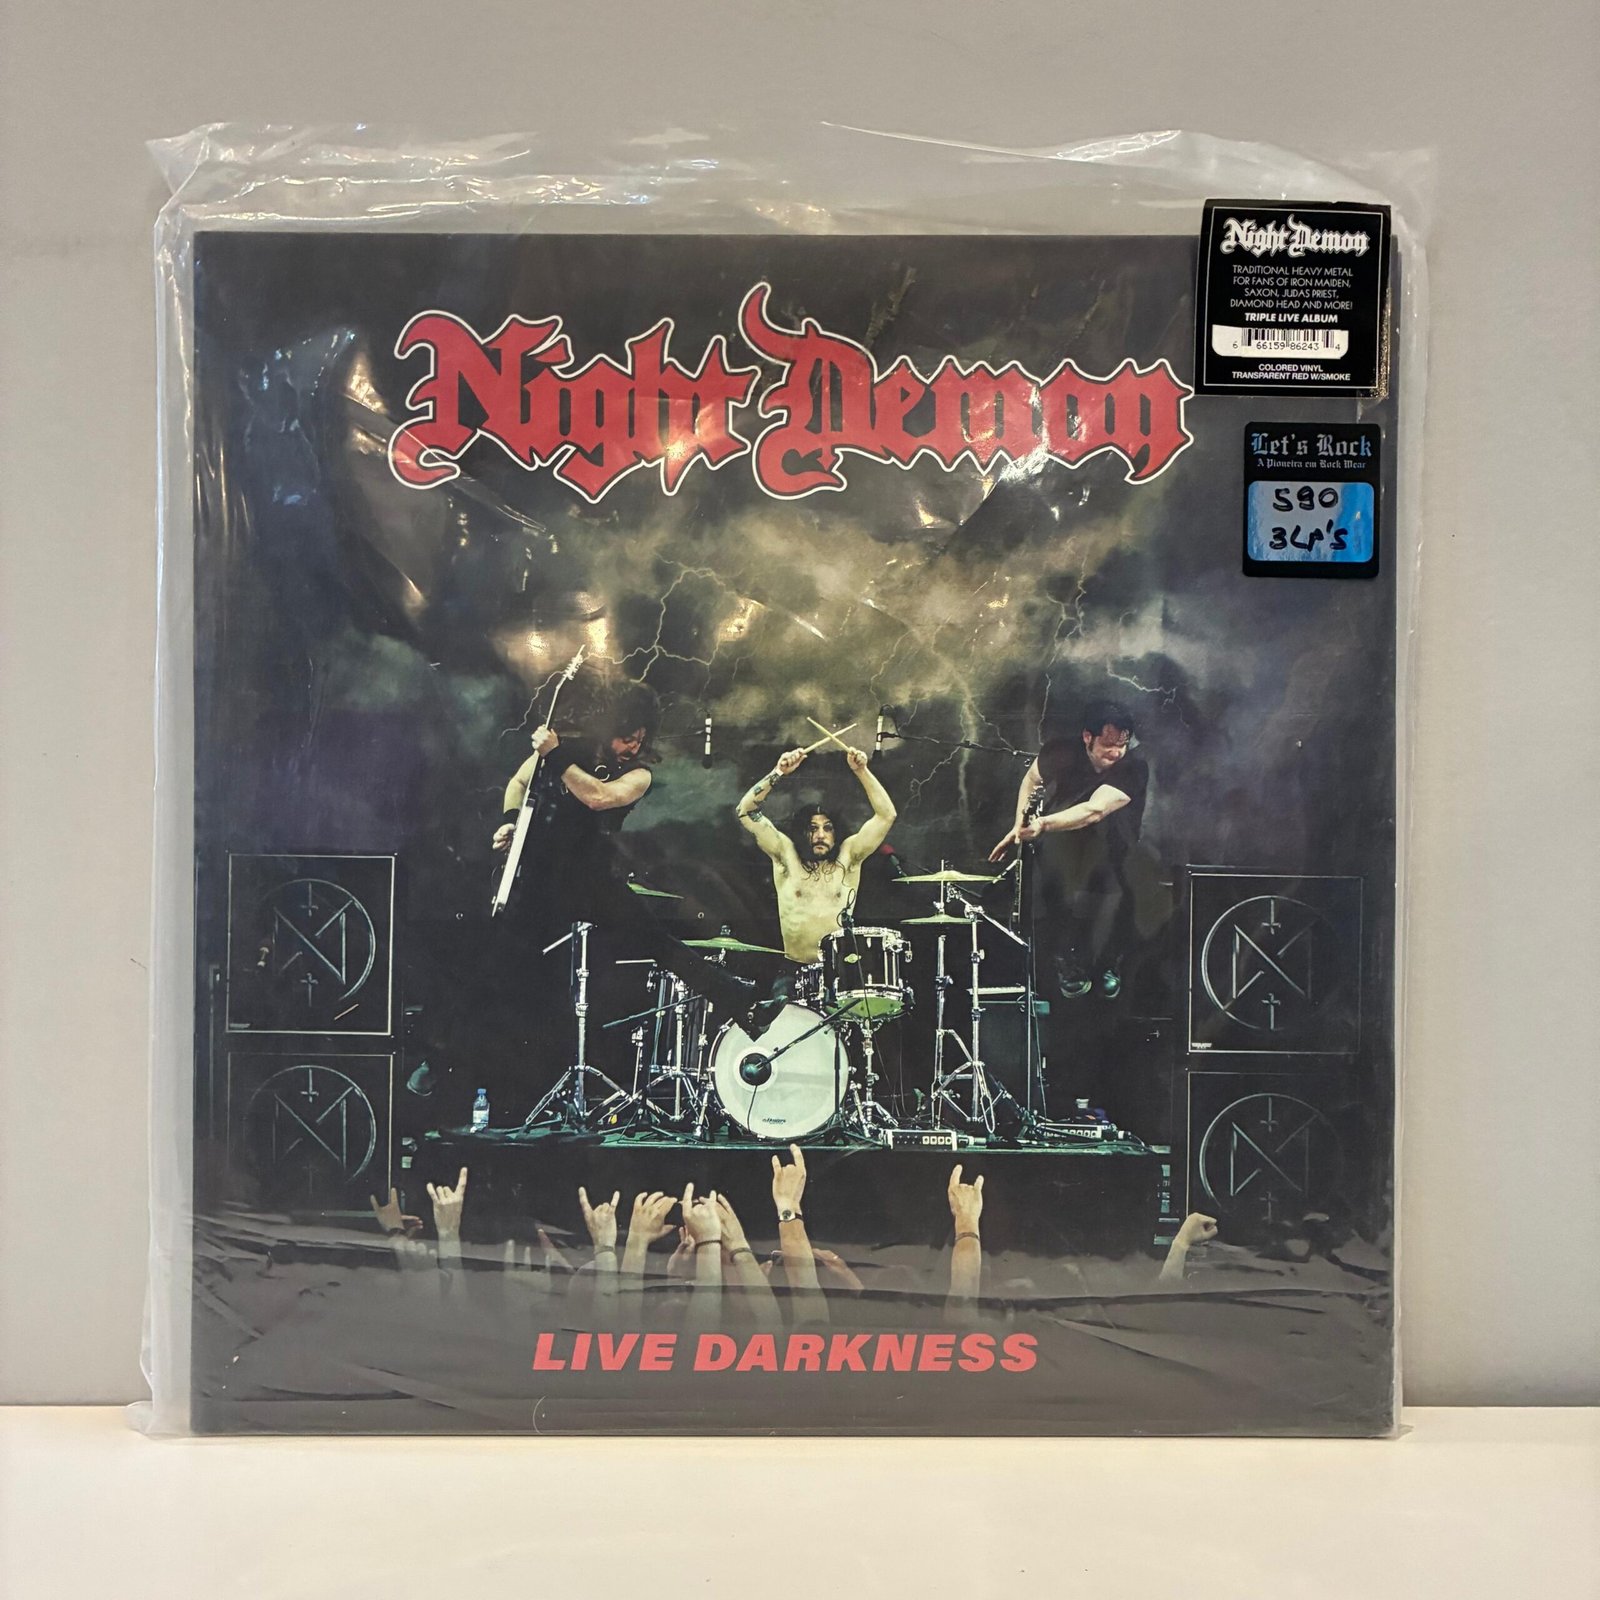 Night Demon
Night Demon
TRADITIONAL HEAVY METAL
FOR FANS OF IRON MAIDEN,
SAXON, JUDAS PRIEST,
DIAMOND HEAD AND MORE!
TRIPLE LIVE ALBUM
6 66159 86243 4
COLORED VINYL
TRANSPARENT RED W/SMOKE
Let's Rock
A Pioneira em Rock Wear
590
3LP'S
LIVE DARKNESS